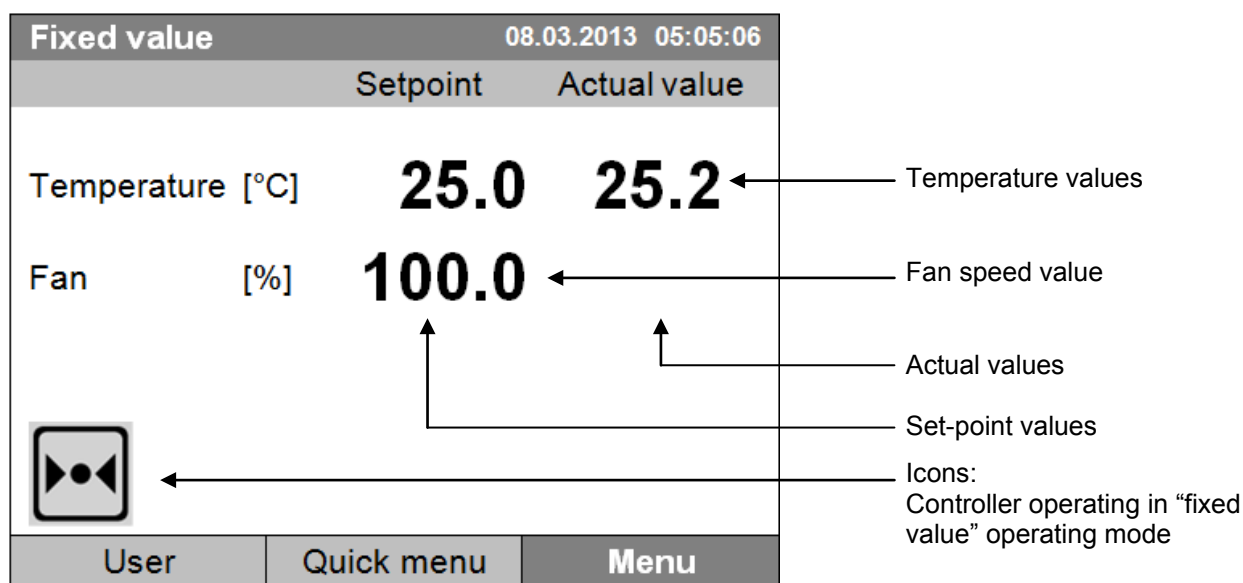 Fixed value 08.03.2013 05:05:06
Setpoint Actual value
Temperature [°C] 25.0 25.2
Temperature values
Fan [%] 100.0
Fan speed value
Actual values
Set-point values
Icons:
Controller operating in “fixed
value” operating mode
User Quick menu Menu